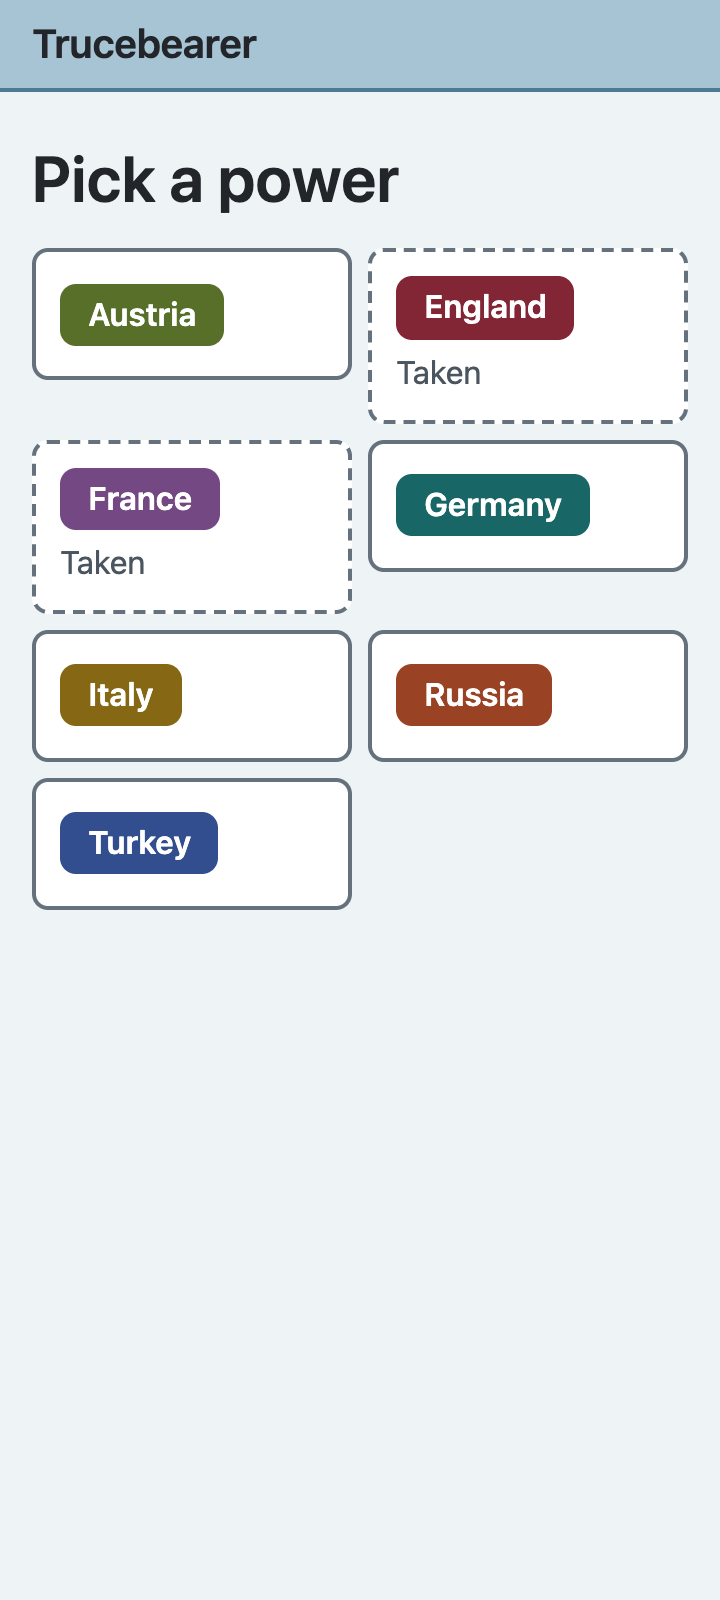 Trucebearer
Pick a power
Austria
England
Taken
France
Taken
Germany
Italy
Russia
Turkey